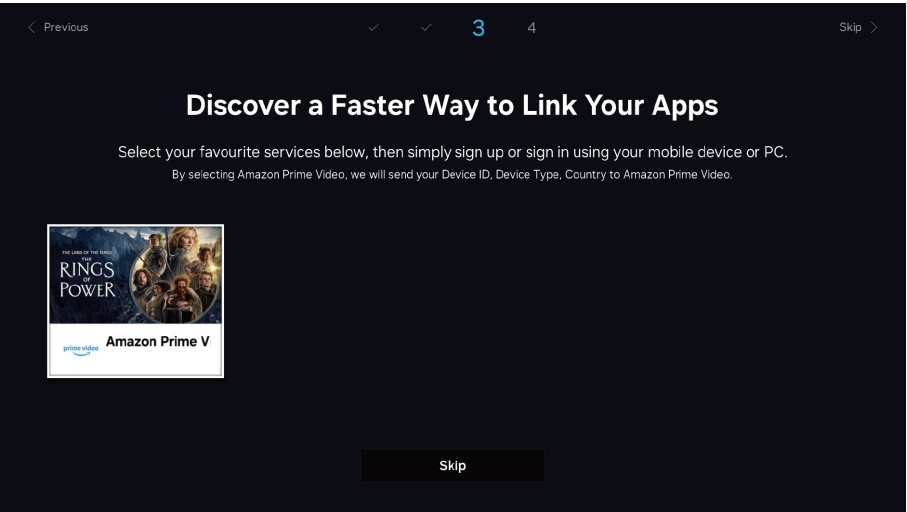 Previous
3
4
Skip
Discover a Faster Way to Link Your Apps
Select your favourite services below, then simply sign up or sign in using your mobile device or PC.
By selecting Amazon Prime Video, we will send your Device ID, Device Type, Country to Amazon Prime Video.
THE LORD OF THE RINGS
THE
RINGS
OF
POWER
prime video
Amazon Prime V
Skip